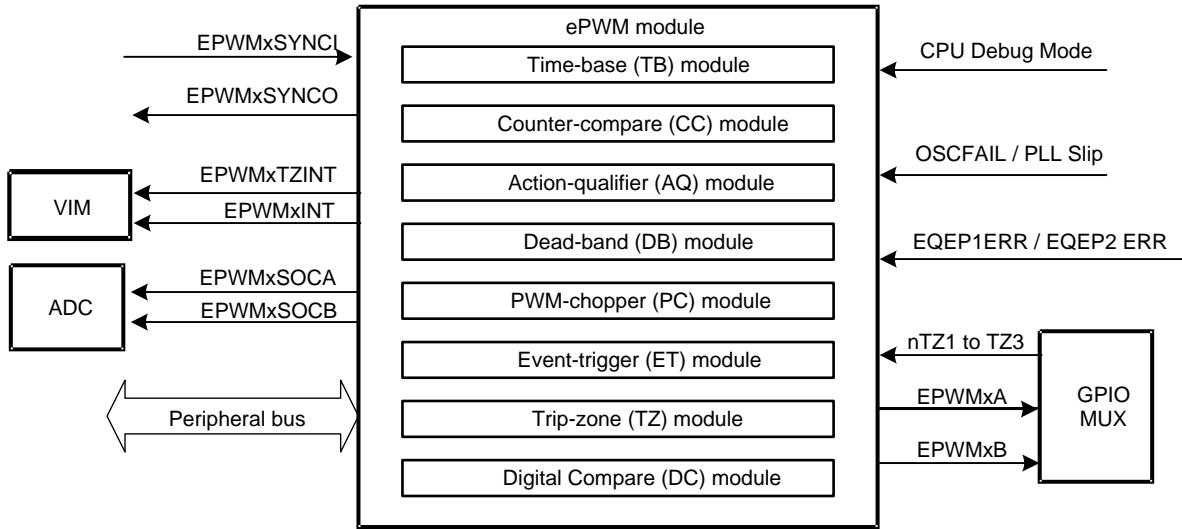 ePWM module
EPWMxSYNCI
Time-base (TB) module
CPU Debug Mode
EPWMxSYNCO
Counter-compare (CC) module
OSCFAIL / PLL Slip
EPWMxTZINT
Action-qualifier (AQ) module
VIM
EPWMxINT
Dead-band (DB) module
EQEP1ERR / EQEP2 ERR
EPWMxSOCA
ADC
PWM-chopper (PC) module
EPWMxSOCB
nTZ1 to TZ3
Event-trigger (ET) module
EPWMxA
GPIO
MUX
Peripheral bus
Trip-zone (TZ) module
EPWMxB
Digital Compare (DC) module